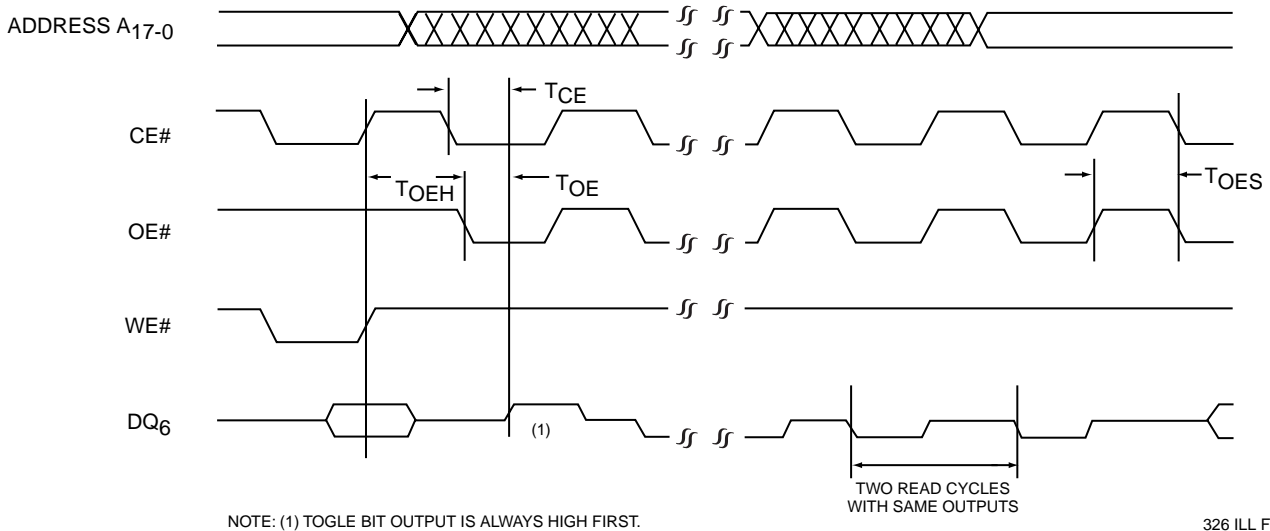 ADDRESS A17-0
TCE
CE#
TOEH
TOE
TOES
OE#
WE#
DQ6
(1)
TWO READ CYCLES
WITH SAME OUTPUTS
NOTE: (1) TOGLE BIT OUTPUT IS ALWAYS HIGH FIRST.
326 ILL F